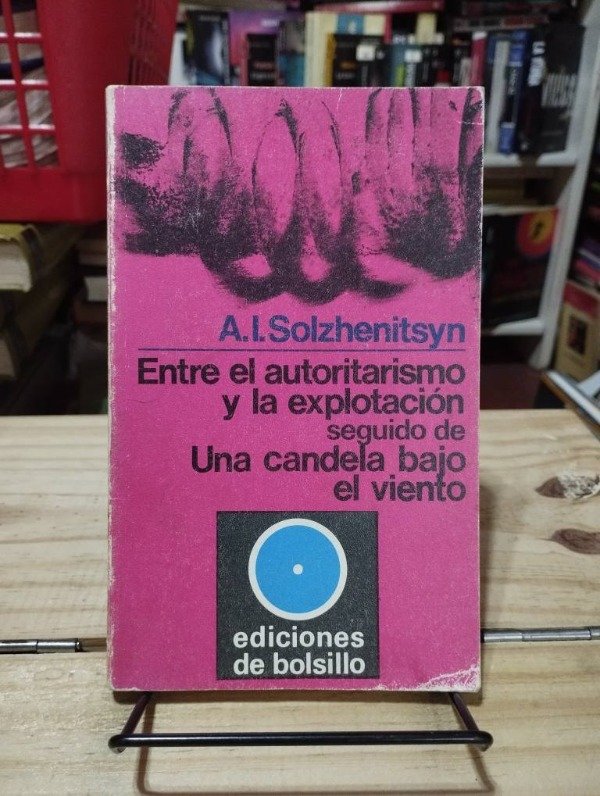 A.I.Solzhenitsyn
Entre el autoritarismo
y la explotación
seguido de
Una candela bajo
el viento
ediciones
de bolsillo